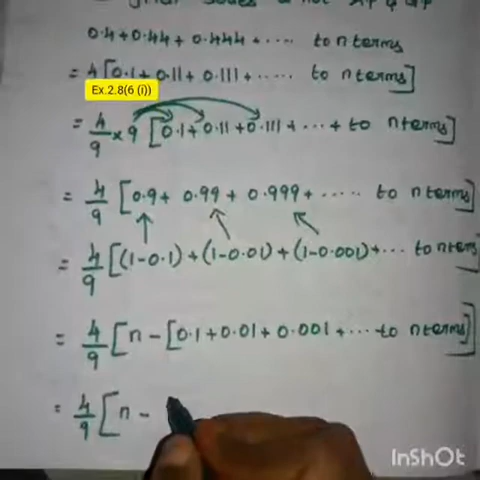 0.4+0.44+0.444+..... to n terms
= 4[0.1+0.11+0.111+..... to n terms]
Ex.2.8(6 (i))
= 4/9 × 9 [0.1+0.11+0.111+...+ to n terms]
= 4/9 [0.9+ 0.99 + 0.999+ ..... to n terms]
= 4/9 [(1-0.1)+(1-0.01)+(1-0.001)+... to n terms]
= 4/9 [n - [0.1+0.01+0.001+... to n terms]]
= 4/9 [n -
InShOt